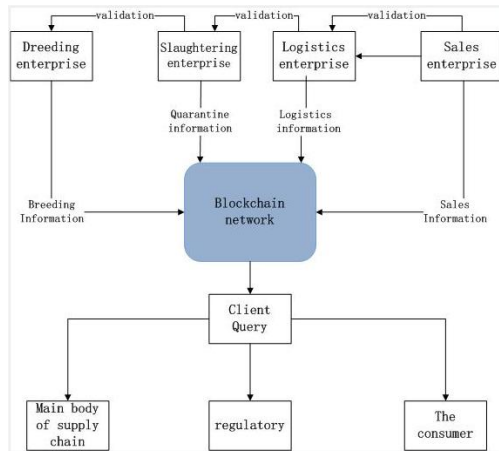 validation
validation
validation
Dreeding
enterprise
Slaughtering
enterprise
Logistics
enterprise
Sales
enterprise
Quarantine
information
Logistics
information
Breeding
Information
Blockchain
network
Sales
Information
Client
Query
Main body
of supply
chain
regulatory
The
consumer